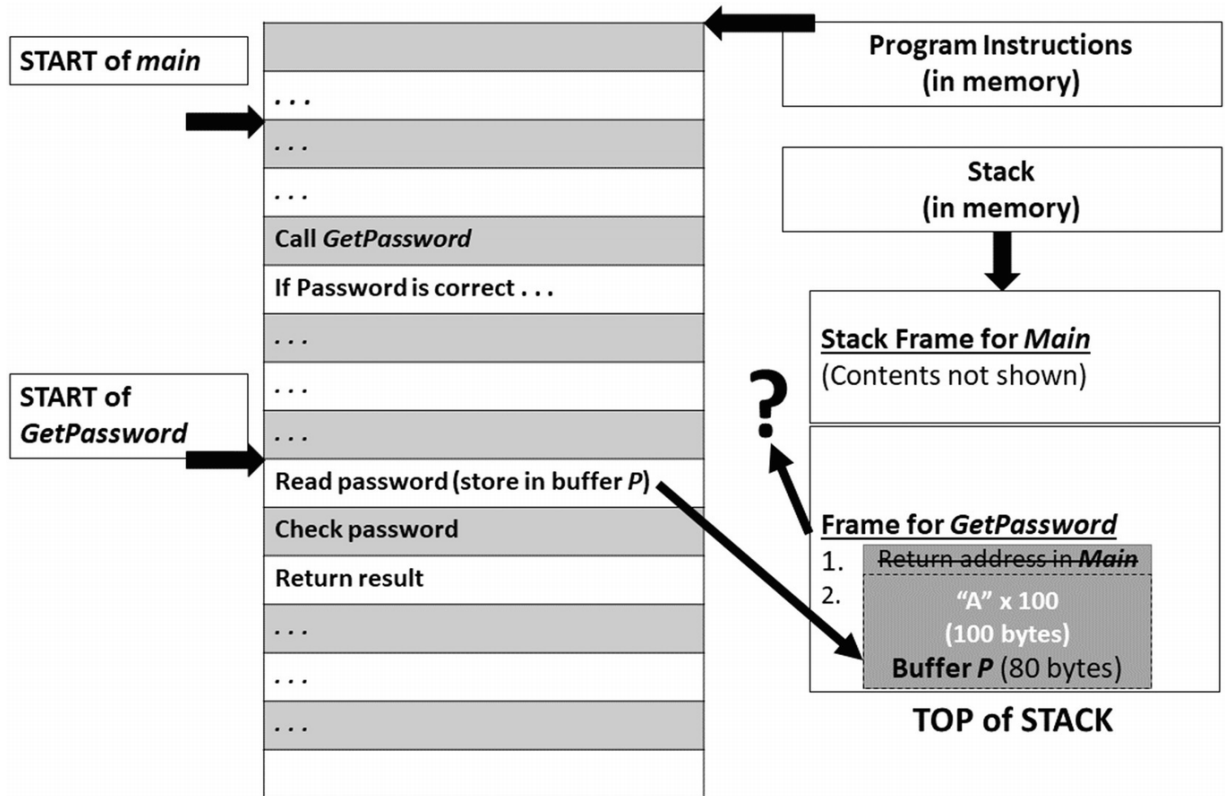 START of main
. . .
. . .
. . .
Call GetPassword
If Password is correct . . .
. . .
. . .
. . .
START of
GetPassword
Read password (store in buffer P)
Check password
Return result
. . .
. . .
. . .
Program Instructions
(in memory)
Stack
(in memory)
Stack Frame for Main
(Contents not shown)
?
Frame for GetPassword
1. Return address in Main
2. “A” x 100
(100 bytes)
Buffer P (80 bytes)
TOP of STACK